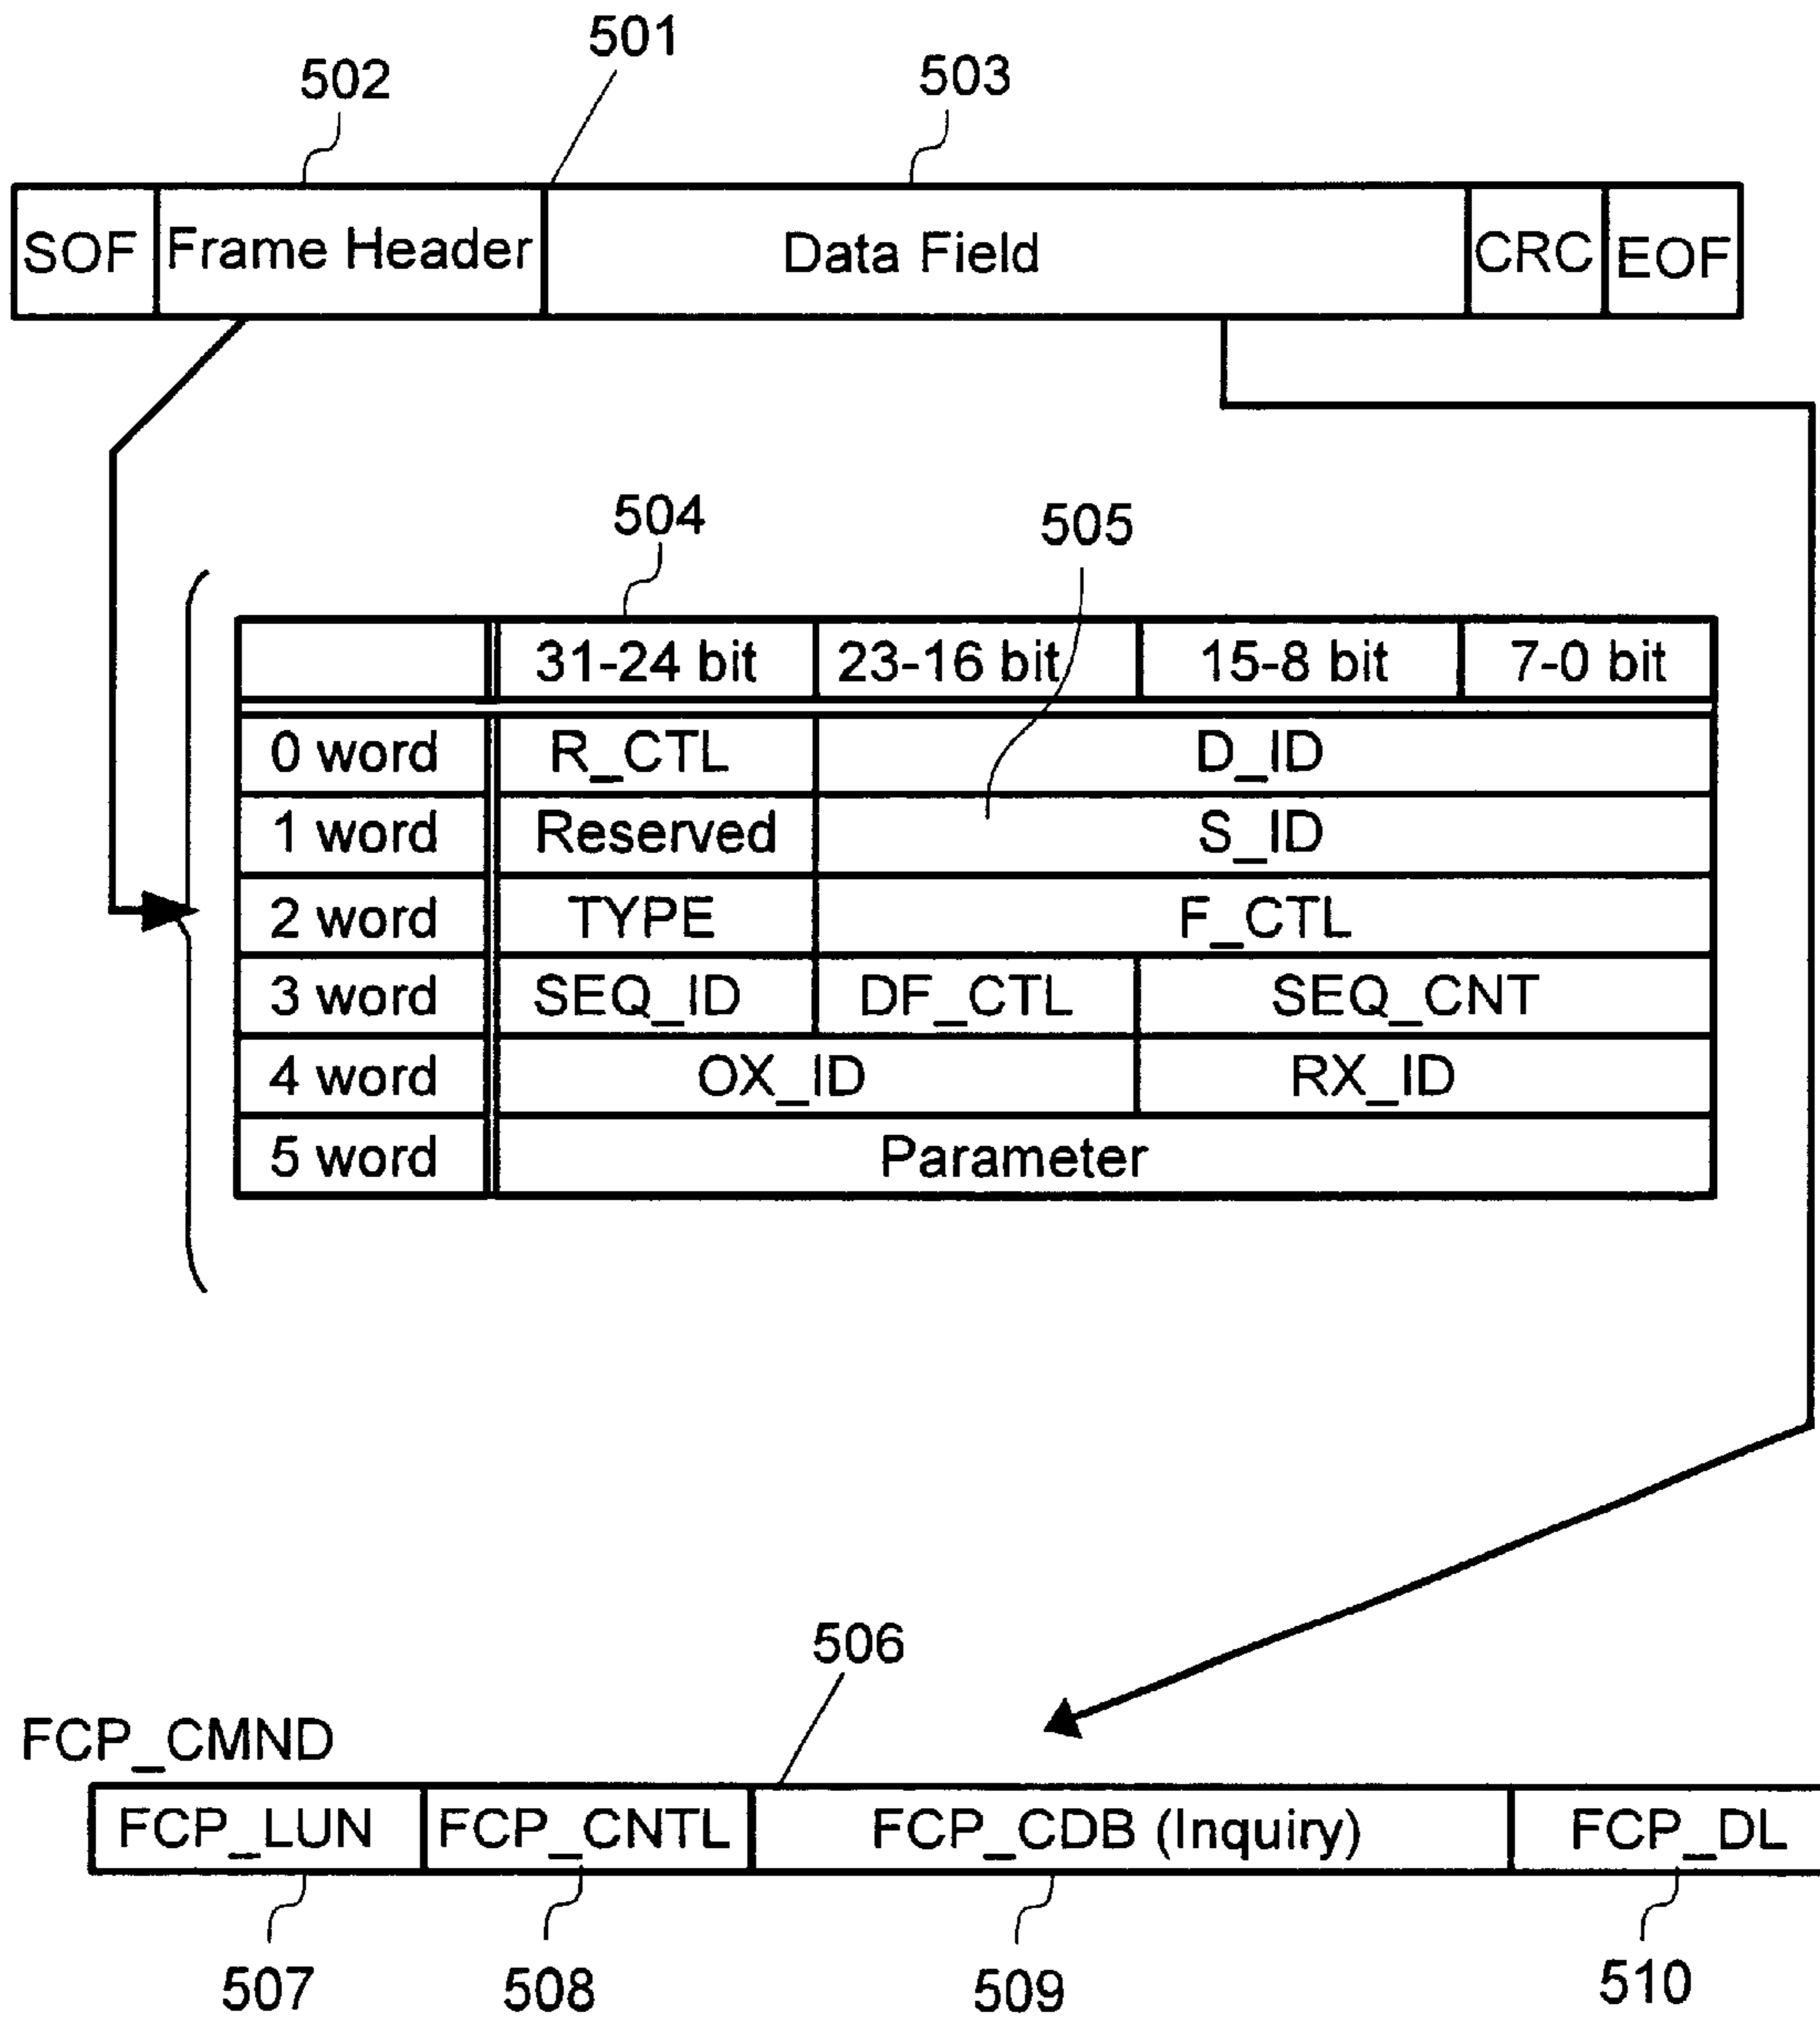 501
502 503
SOF Frame Header Data Field CRC EOF
504 505
31-24 bit 23-16 bit 15-8 bit 7-0 bit
0 word R_CTL D_ID
1 word Reserved S_ID
2 word TYPE F_CTL
3 word SEQ_ID DF_CTL SEQ_CNT
4 word OX_ID RX_ID
5 word Parameter
506
FCP_CMND
FCP_LUN FCP_CNTL FCP_CDB (Inquiry) FCP_DL
507 508 509 510